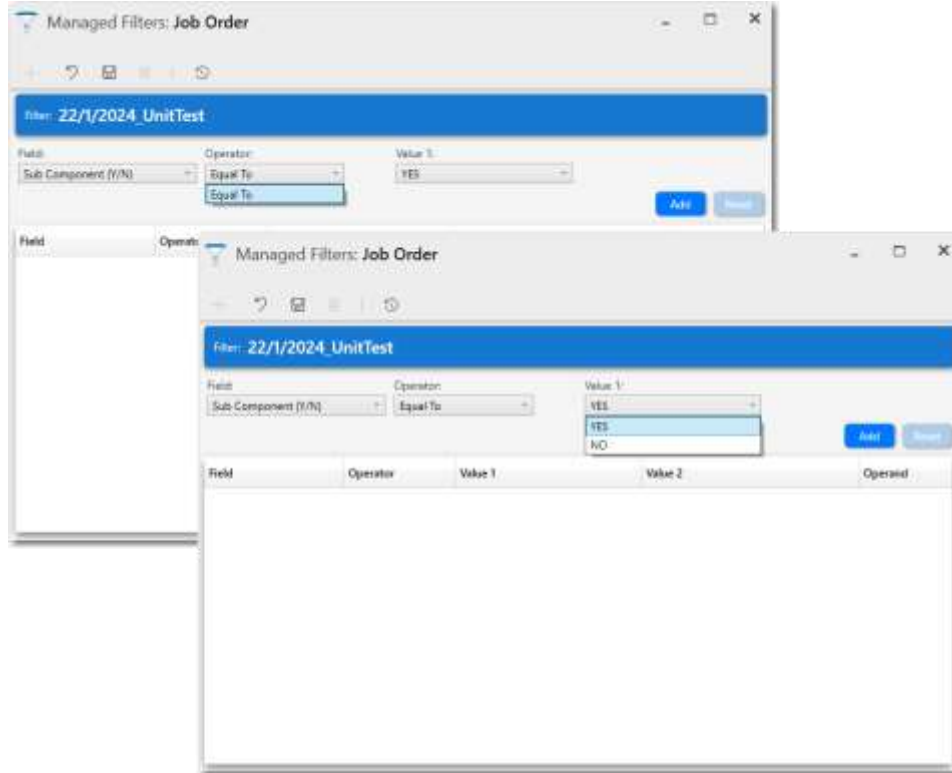 Managed Filters: Job Order
Filter: 22/1/2024_UnitTest
Field: Operator: Value 1:
Sub Component (Y/N) Equal To YES
Equal To
Add Reset
Field
Managed Filters: Job Order
Filter: 22/1/2024_UnitTest
Field: Operator: Value 1:
Sub Component (Y/N) Equal To YES
YES
NO
Add Reset
Field Operator Value 1 Value 2 Operand